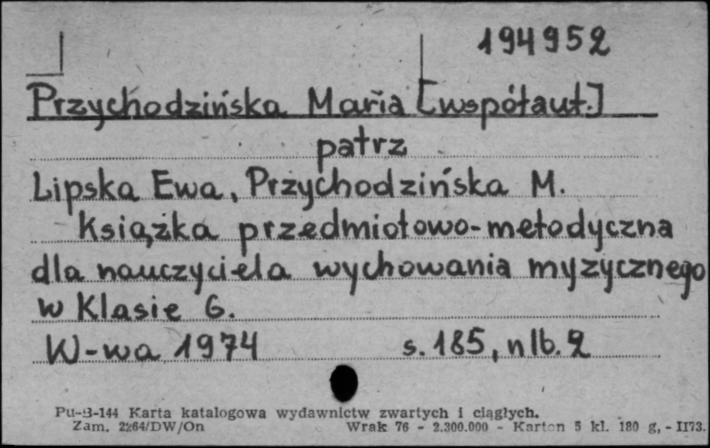 194952
Przychodzińska Maria [współaut.]
patrz
Lipska Ewa, Przychodzińska M.
Książka przedmiotowo-metodyczna
dla nauczyciela wychowania myzycznego
w Klasie 6.
W-wa 1974 s. 185, nlb. 2
Pu-B-144 Karta katalogowa wydawnictw zwartych i ciągłych.
Zam. 2264/DW/On Wrak 76 - 2.300.000 - Karton 5 kl. 180 g, - II73.